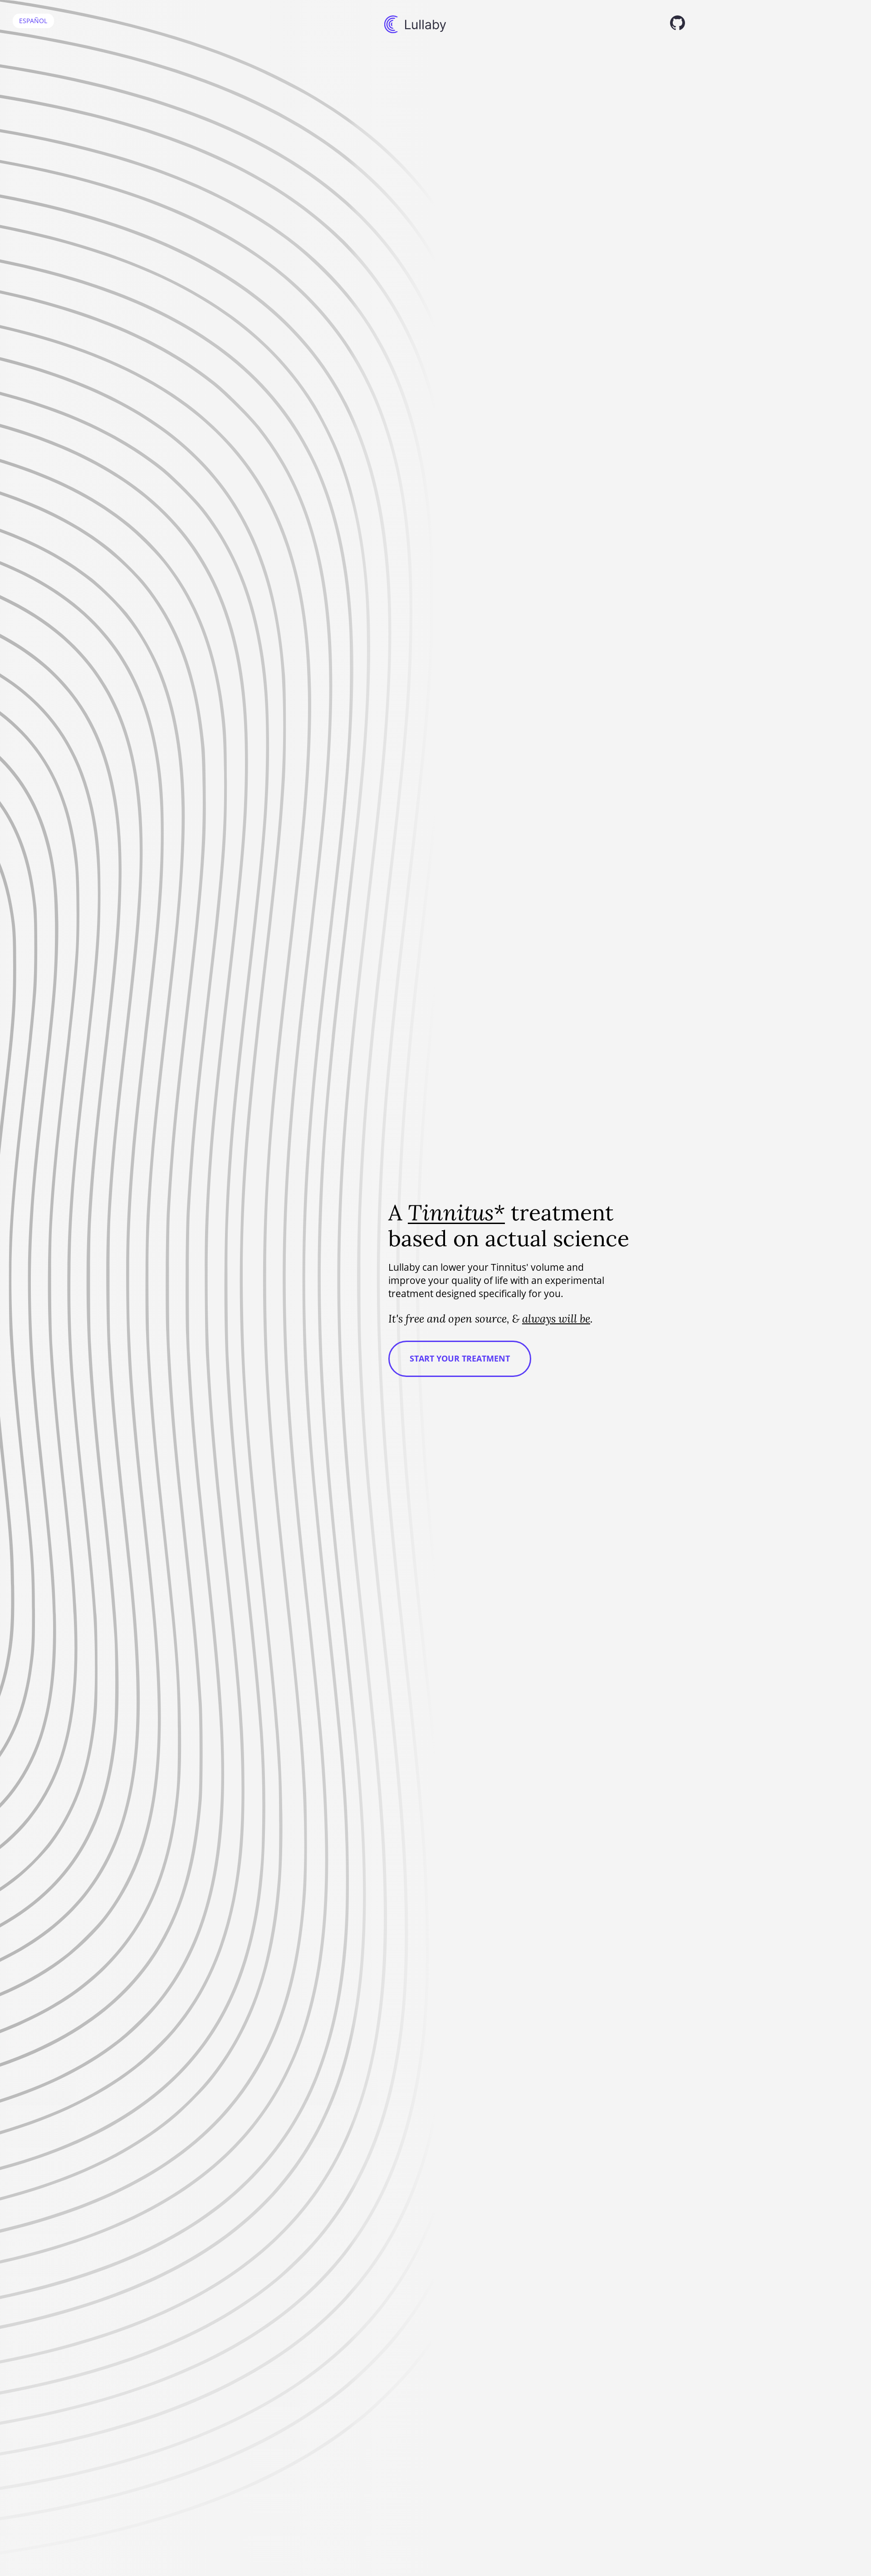 ESPAÑOL
Lullaby
A Tinnitus* treatment
based on actual science
Lullaby can lower your Tinnitus' volume and
improve your quality of life with an experimental
treatment designed specifically for you.
It's free and open source, & always will be.
START YOUR TREATMENT